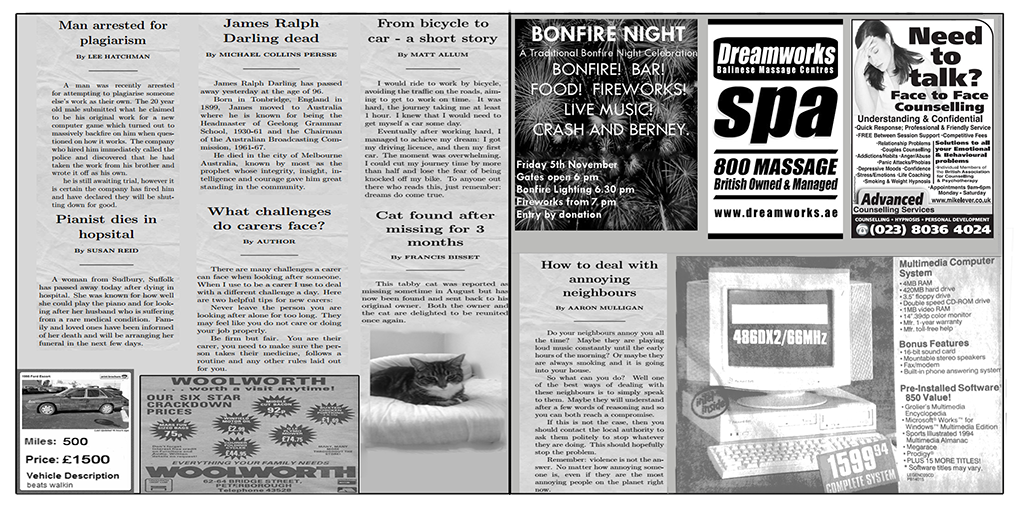 Man arrested for
plagiarism
By LEE HATCHMAN
A man was recently arrested
for attempting to plagiarise someone
else's work as their own. The 20 year
old male submitted what he claimed
to be his original work for a new
computer game which turned out to
massively backfire on him when ques-
tioned on how it works. The company
who hired him immediately called the
police and discovered that he had
taken the work from his brother and
wrote it off as his own.
he is still awaiting trial, however it
is certain the company has fired him
and have declared they will be shut-
ting down for good.
Pianist dies in
hopsital
By SUSAN REID
A woman from Sudbury, Suffolk
has passed away today after dying in
hospital. She was known for how well
she could play the piano and for look-
ing after her husband who is suffering
from a rare medical condition. Fam-
ily and loved ones have been informed
of her death and will be arranging her
funeral in the next few days.
Miles: 500
Price: £1500
Vehicle Description
beats walkin
James Ralph
Darling dead
By MICHAEL COLLINS PERSSE
James Ralph Darling has passed
away yesterday at the age of 96.
Born in Tonbridge, England in
1899, James moved to Australia
where he is known for being the
Headmaster of Geelong Grammar
School, 1930-61 and the Chairman
of the Australian Broadcasting Com-
mission, 1961-67.
He died in the city of Melbourne
Australia, known by most as the
prophet whose integrity, insight, in-
telligence and courage gave him great
standing in the community.
What challenges
do carers face?
By AUTHOR
There are many challenges a carer
can face when looking after someone.
When I use to be a carer I use to deal
with a different challenge a day. Here
are two helpful tips for new carers:
Never leave the person you are
looking after alone for too long. They
may feel like you do not care or doing
your job properly.
Be firm but fair. You are their
carer, you need to make sure the per-
son takes their medicine, follows a
routine and any other rules laid out
for you.
WOOLWORTH
. . . worth a visit anytime!
OUR SIX STAR
CRACKDOWN
PRICES
EVERYTHING YOUR FAMILY NEEDS
WOOLWORTH
62-64 BRIDGE STREET,
PETERBOROUGH
Telephone 43528
From bicycle to
car - a short story
By MATT ALLUM
I would ride to work by bicycle,
avoiding the traffic on the roads, aim-
ing to get to work on time. It was
hard, the journey taking me at least
1 hour. I knew that I would need to
get myself a car some day.
Eventually after working hard, I
managed to achieve my dream: I got
my driving licence, and then my first
car. The moment was overwhelming.
I could cut my journey time by more
than half and lose the fear of being
knocked off my bike. To anyone out
there who reads this, just remember:
dreams do come true.
Cat found after
missing for 3
months
By FRANCIS BISSET
This tabby cat was reported as
missing sometime in August but has
now been found and sent back to his
original owner. Both the owner and
the cat are delighted to be reunited
once again.
BONFIRE NIGHT
A Traditional Bonfire Night Celebration
BONFIRE! BAR!
FOOD! FIREWORKS!
LIVE MUSIC!
CRASH AND BERNEY
Friday 5th November
Gates open 6 pm
Bonfire Lighting 6.30 pm
Fireworks from 7 pm
Entry by donation
Dreamworks
Balinese Massage Centres
spa
800 MASSAGE
British Owned & Managed
www.dreamworks.ae
Need
to
talk?
Face to Face
Counselling
Understanding & Confidential
•Quick Response; Professional & Friendly Service
•FREE Between Session Support •Competitive Fees
•Relationship Problems
•Couples Counselling
•Addictions/Habits •Anger/Abuse
•Panic Attacks/Phobias
•Depressive Moods •Confidence
•Stress/Emotions •Life Coaching
•Smoking & Weight Hypnosis
Solutions to all
your Emotional
& Behavioural
problems
Individual Members of
the British Association
for Counselling
& Psychotherapy
•Appointments 9am-9pm
Monday - Saturday
www.mikelever.co.uk
Advanced
Counselling Services
COUNSELLING • HYPNOSIS • PERSONAL DEVELOPMENT
(023) 8036 4024
How to deal with
annoying
neighbours
By AARON MULLIGAN
Do your neighbours annoy you all
the time? Maybe they are playing
loud music constantly until the early
hours of the morning? Or maybe they
are always smoking and it is going
into your house.
So what can you do? Well one
of the best ways of dealing with
these neighbours is to simply speak
to them. Maybe they will understand
after a few words of reasoning and so
you can both reach a compromise.
If this is not the case, then you
should contact the local authority to
ask them politely to stop whatever
they are doing. This should hopefully
stop the problem.
Remember: violence is not the an-
swer. No matter how annoying some-
one is, even if they are the most
annoying people on the planet right
now.
486DX2/66MHz
1599⁹⁴
COMPLETE SYSTEM
Multimedia Computer
System
• 4MB RAM
• 420MB hard drive
• 3.5" floppy drive
• Double speed CD-ROM drive
• 1MB video RAM
• 14" .39dp color monitor
• Mfr. 1-year warranty
• Mfr. toll-free help
Bonus Features
• 16-bit sound card
• Mountable stereo speakers
• Fax/modem
• Built-in phone answering system
Pre-Installed Software*
850 Value!
• Grolier's Multimedia
Encyclopedia
• Microsoft® Works™ for
Windows™ Multimedia Edition
• Sports Illustrated 1994
Multimedia Almanac
• Megarace
• Prodigy®
• PLUS 15 MORE TITLES!
* Software titles may vary.